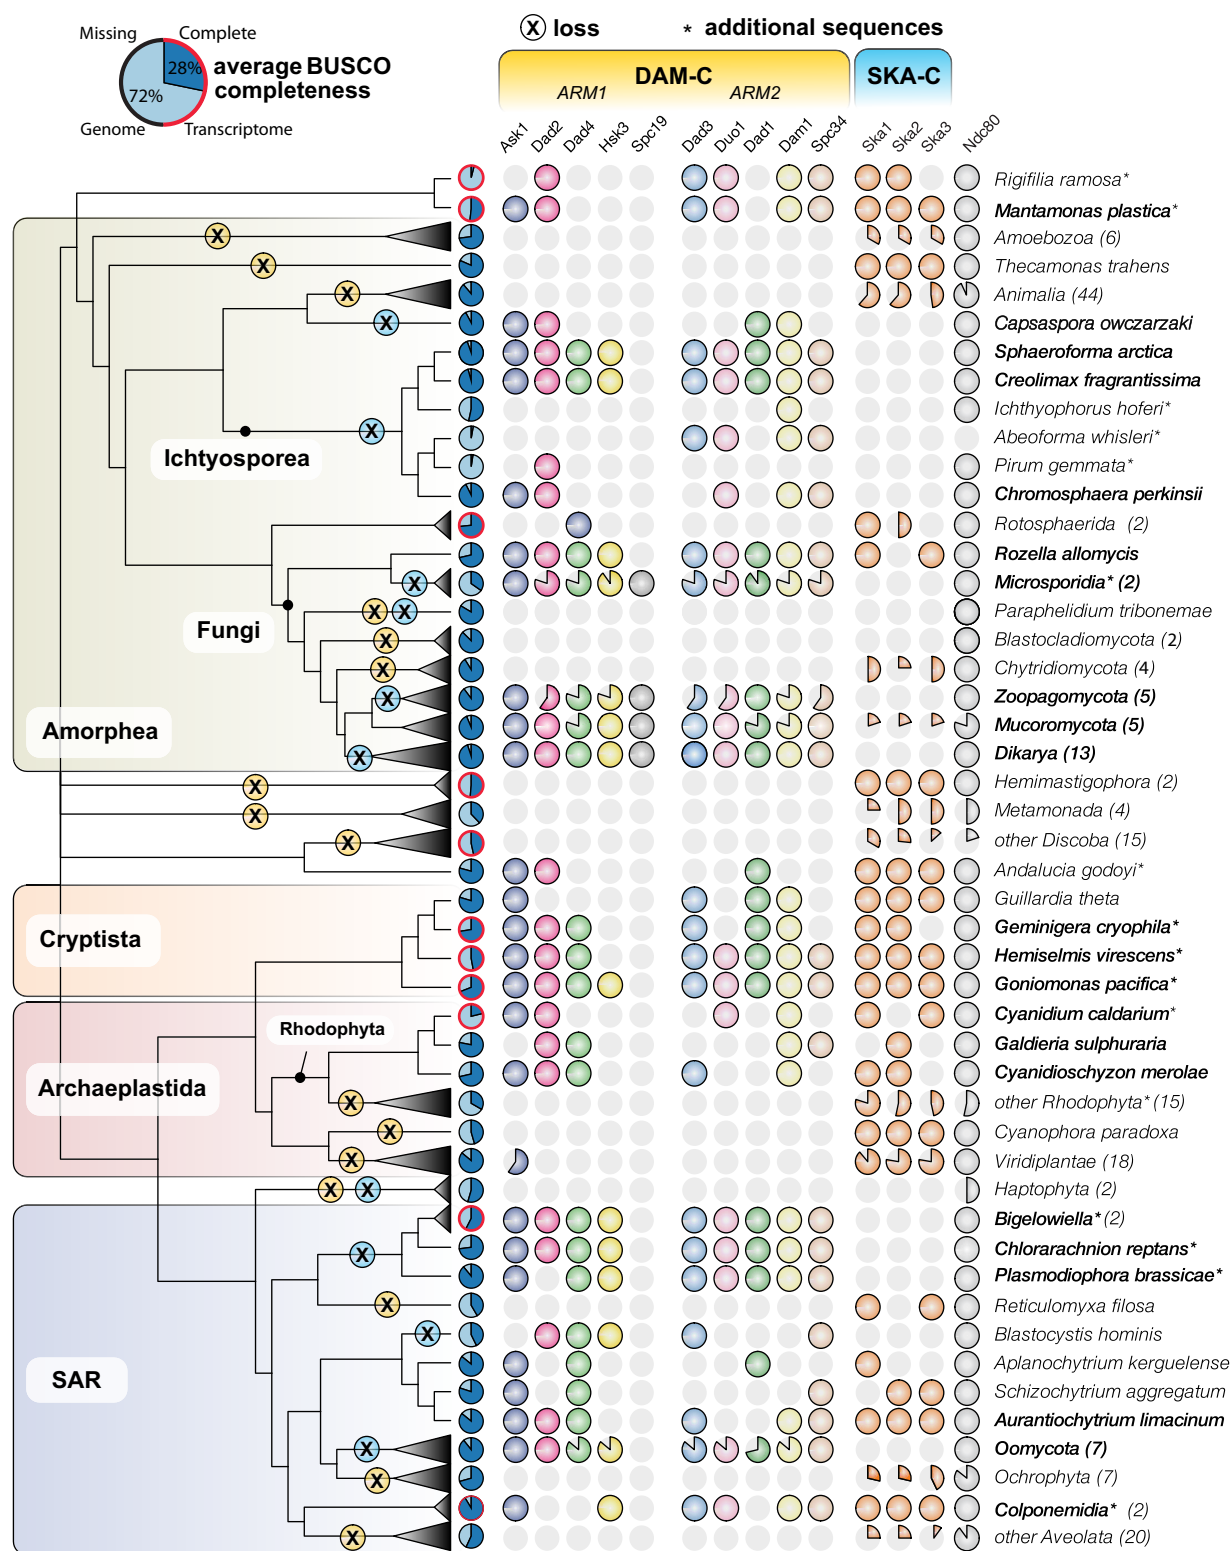 Missing Complete
28%
72%
average BUSCO
completeness
Genome Transcriptome
X loss
* additional sequences
DAM-C
ARM1 ARM2
SKA-C
Ask1 Dad2 Dad4 Hsk3 Spc19 Dad3 Duo1 Dad1 Dam1 Spc34 Ska1 Ska2 Ska3 Ndc80
Rigifilia ramosa*
Mantamonas plastica*
X Amoebozoa (6)
X Thecamonas trahens
X Animalia (44)
X Capsaspora owczarzaki
Sphaeroforma arctica
Creolimax fragrantissima
Ichthyophorus hoferi*
X Abeoforma whisleri*
Ichtyosporea
Pirum gemmata*
Chromosphaera perkinsii
Rotosphaerida (2)
Rozella allomycis
X Microsporidia* (2)
X X Paraphelidium tribonemae
Fungi
X Blastocladiomycota (2)
X Chytridiomycota (4)
X Zoopagomycota (5)
Amorphea
Mucoromycota (5)
X Dikarya (13)
X Hemimastigophora (2)
X Metamonada (4)
X other Discoba (15)
Andalucia godoyi*
Guillardia theta
Cryptista
Geminigera cryophila*
Hemiselmis virescens*
Goniomonas pacifica*
Rhodophyta
Cyanidium caldarium*
Galdieria sulphuraria
Archaeplastida
Cyanidioschyzon merolae
X other Rhodophyta* (15)
X Cyanophora paradoxa
X Viridiplantae (18)
X X Haptophyta (2)
Bigelowiella* (2)
X Chlorarachnion reptans*
Plasmodiophora brassicae*
X Reticulomyxa filosa
X Blastocystis hominis
Aplanochytrium kerguelense
SAR
Schizochytrium aggregatum
Aurantiochytrium limacinum
X Oomycota (7)
X Ochrophyta (7)
Colponemidia* (2)
X other Aveolata (20)